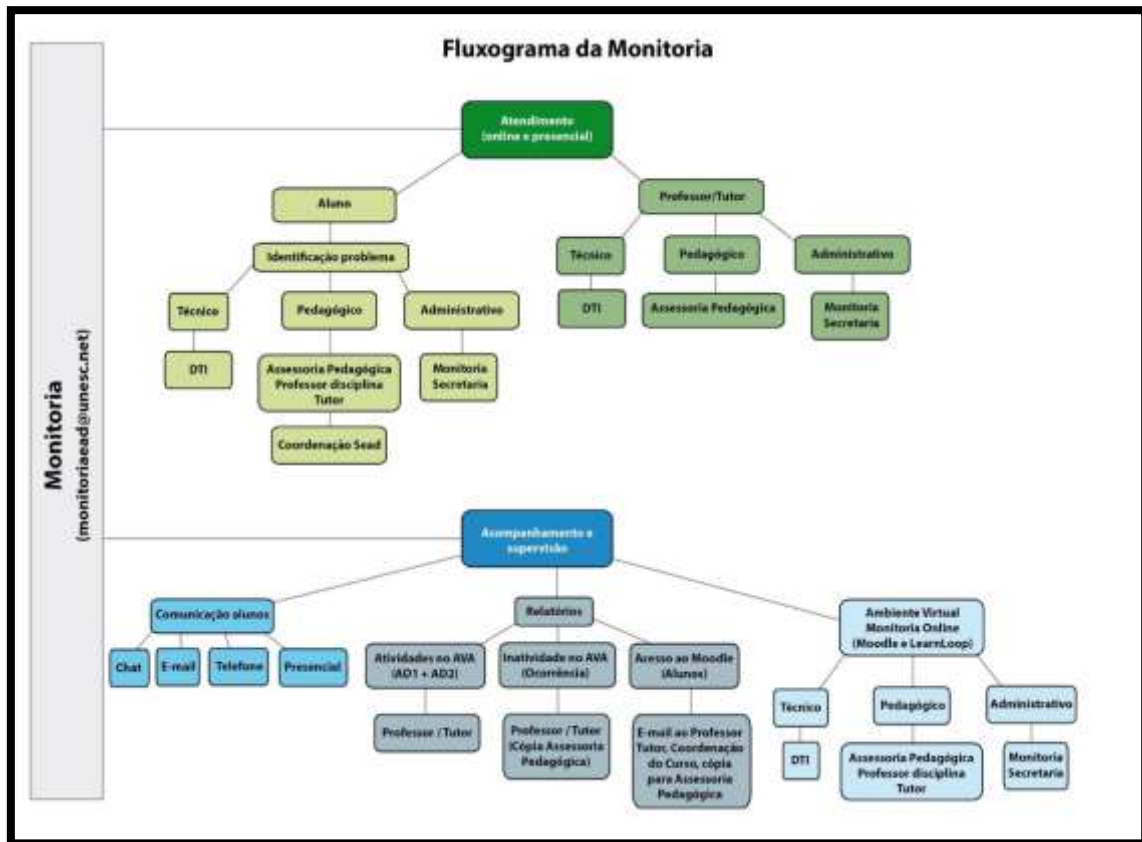 Fluxograma da Monitoria
Monitoria
(monitoriaead@unesc.net)
Atendimento
(online e presencial)
Aluno
Identificação problema
Técnico
Pedagógico
Administrativo
DTI
Assessoria Pedagógica
Professor disciplina
Tutor
Monitoria
Secretaria
Coordenação Sead
Professor/Tutor
Técnico
Pedagógico
Administrativo
DTI
Assessoria Pedagógica
Monitoria
Secretaria
Acompanhamento e
supervisão
Comunicação alunos
Chat
E-mail
Telefone
Presencial
Relatórios
Atividades no AVA
(AD1 + AD2)
Inatividade no AVA
(Ocorrência)
Acesso ao Moodle
(Alunos)
Professor / Tutor
Professor / Tutor
(Cópia Assessoria
Pedagógica)
E-mail ao Professor
Tutor, Coordenação
do Curso, cópia
para Assessoria
Pedagógica
Ambiente Virtual
Monitoria Online
(Moodle e LearnLoop)
Técnico
Pedagógico
Administrativo
DTI
Assessoria Pedagógica
Professor disciplina
Tutor
Monitoria
Secretaria